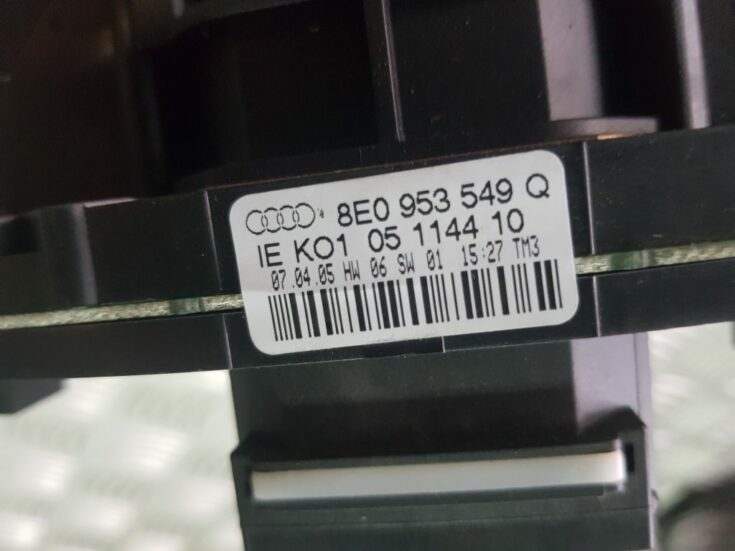 8E0 953 549 Q
IE KO1 05 1144 10
07.04.05 HW 06 SW 01 15:27 TM3